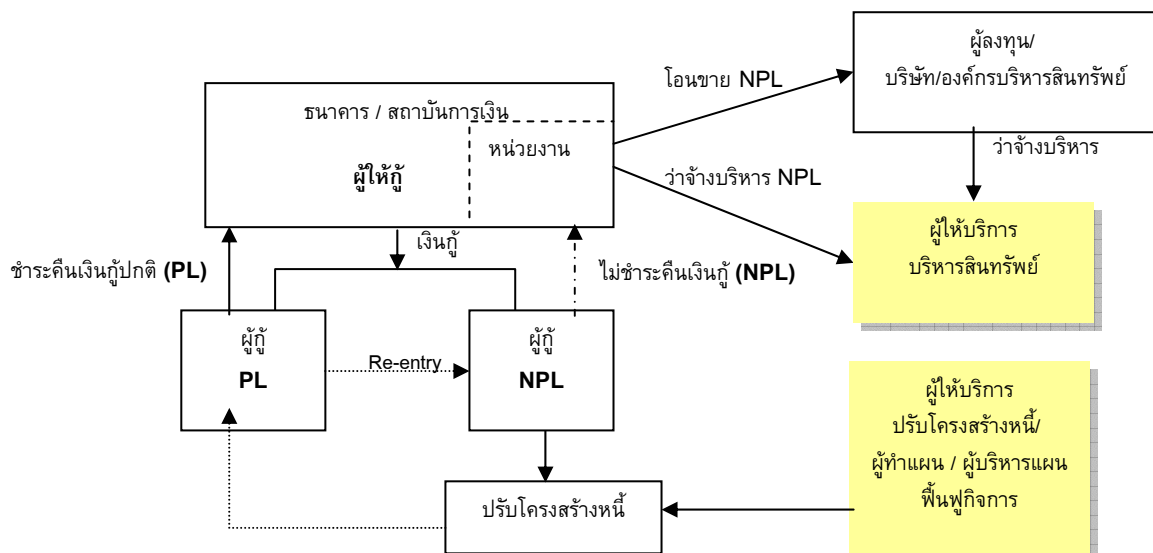 ผู้ลงทุน/
บริษัท/องค์กรบริหารสินทรัพย์
โอนขาย NPL
ธนาคาร / สถาบันการเงิน
หน่วยงาน
ผู้ให้กู้
ว่าจ้างบริหาร
ว่าจ้างบริหาร NPL
ผู้ให้บริการ
บริหารสินทรัพย์
เงินกู้
ชำระคืนเงินกู้ปกติ (PL)
ไม่ชำระคืนเงินกู้ (NPL)
ผู้กู้
PL
Re-entry
ผู้กู้
NPL
ผู้ให้บริการ
ปรับโครงสร้างหนี้/
ผู้ทำแผน / ผู้บริหารแผน
ฟื้นฟูกิจการ
ปรับโครงสร้างหนี้